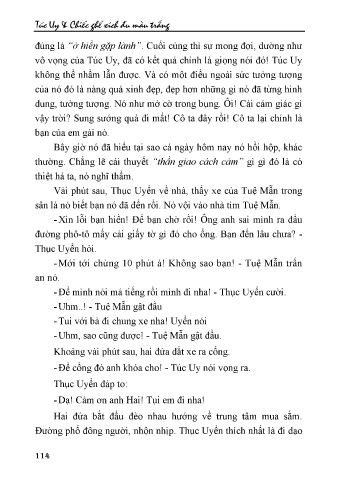 Túc Uy & Chiếc ghế xích đu màu trắng
đúng là “ở hiền gặp lành”. Cuối cùng thì sự mong đợi, dường như
vô vọng của Túc Uy, đã có kết quả chính là giọng nói đó! Túc Uy
không thể nhầm lẫn được. Và có một điều ngoài sức tưởng tượng
của nó đó là nàng quá xinh đẹp, đẹp hơn những gì nó đã từng hình
dung, tưởng tượng. Nó như mở cờ trong bụng. Ôi! Cái cảm giác gì
vậy trời? Sung sướng quá đi mất! Cô ta đây rồi! Cô ta lại chính là
bạn của em gái nó.
Bây giờ nó đã hiểu tại sao cả ngày hôm nay nó hồi hộp, khác
thường. Chẳng lẽ cái thuyết “thần giao cách cảm” gì gì đó là có
thiệt hả ta, nó nghĩ thầm.
Vài phút sau, Thục Uyển về nhà, thấy xe của Tuệ Mẫn trong
sân là nó biết bạn nó đã đến rồi. Nó vội vào nhà tìm Tuệ Mẫn.
-Xin lỗi bạn hiền! Để bạn chờ rồi! Ông anh sai mình ra đầu
đường phô-tô mấy cái giấy tờ gì đó cho ổng. Bạn đến lâu chưa? -
Thục Uyển hỏi.
-Mới tới chừng 10 phút à! Không sao bạn! - Tuệ Mẫn trấn
an nó.
-Để mình nói má tiếng rồi mình đi nha! - Thục Uyển cười.
-Uhm..! - Tuệ Mẫn gật đầu
-Tui với bà đi chung xe nha! Uyển nói
-Uhm, sao cũng được! - Tuệ Mẫn gật đầu.
Khoảng vài phút sau, hai đứa dắt xe ra cổng.
-Để cổng đó anh khóa cho! - Túc Uy nói vọng ra.
Thục Uyển đáp to:
-Dạ! Cảm ơn anh Hai! Tụi em đi nha!
Hai đứa bắt đầu đèo nhau hướng về trung tâm mua sắm.
Đường phố đông người, nhộn nhịp. Thục Uyển thích nhất là đi dạo
114